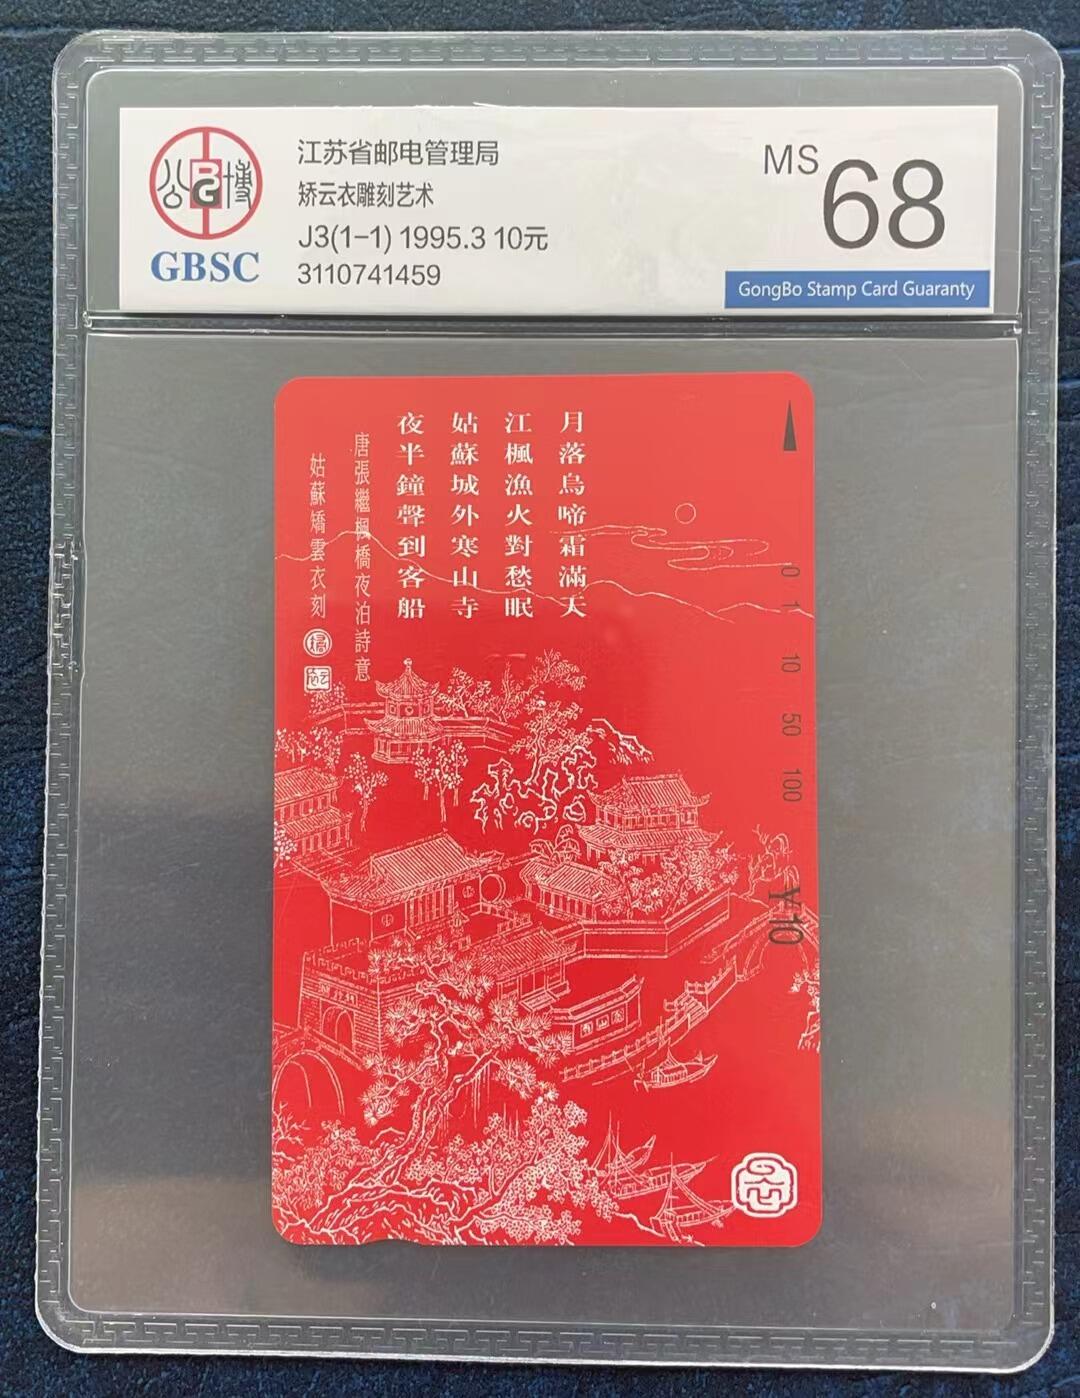 公博
BG
GBSC
江苏省邮电管理局
矫云衣雕刻艺术
J3(1-1) 1995.3 10元
3110741459
MS 68
GongBo Stamp Card Guaranty
月落烏啼霜滿天
江楓漁火對愁眠
姑蘇城外寒山寺
夜半鐘聲到客船
唐張繼楓橋夜泊詩意
姑蘇矯雲衣刻
0 1 10 50 100
¥10
寒山寺